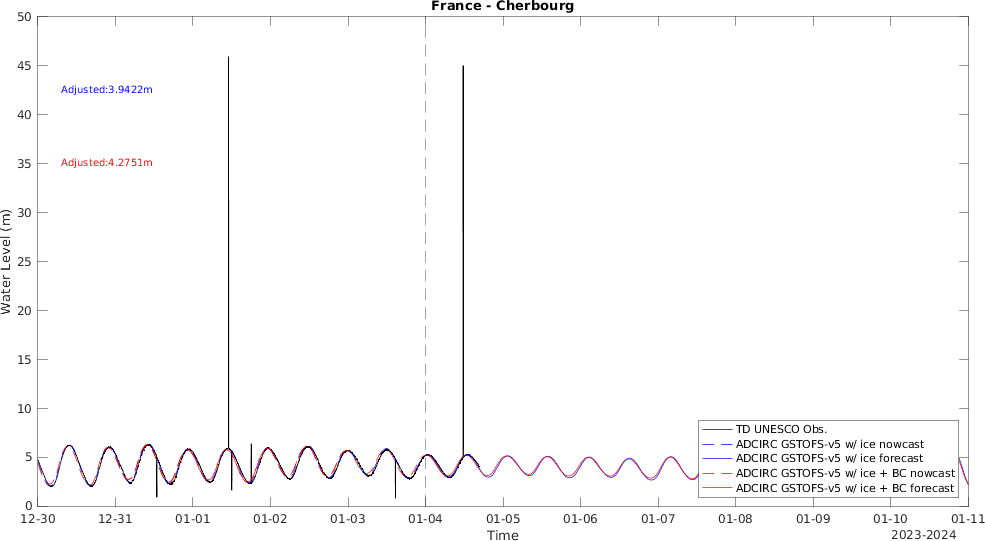 France - Cherbourg
50
45
40
35
30
25
20
15
10
5
0
Water Level (m)
Adjusted:3.9422m
Adjusted:4.2751m
TD UNESCO Obs.
ADCIRC GSTOFS-v5 w/ ice nowcast
ADCIRC GSTOFS-v5 w/ ice forecast
ADCIRC GSTOFS-v5 w/ ice + BC nowcast
ADCIRC GSTOFS-v5 w/ ice + BC forecast
12-30 12-31 01-01 01-02 01-03 01-04 01-05 01-06 01-07 01-08 01-09 01-10 01-11
Time
2023-2024